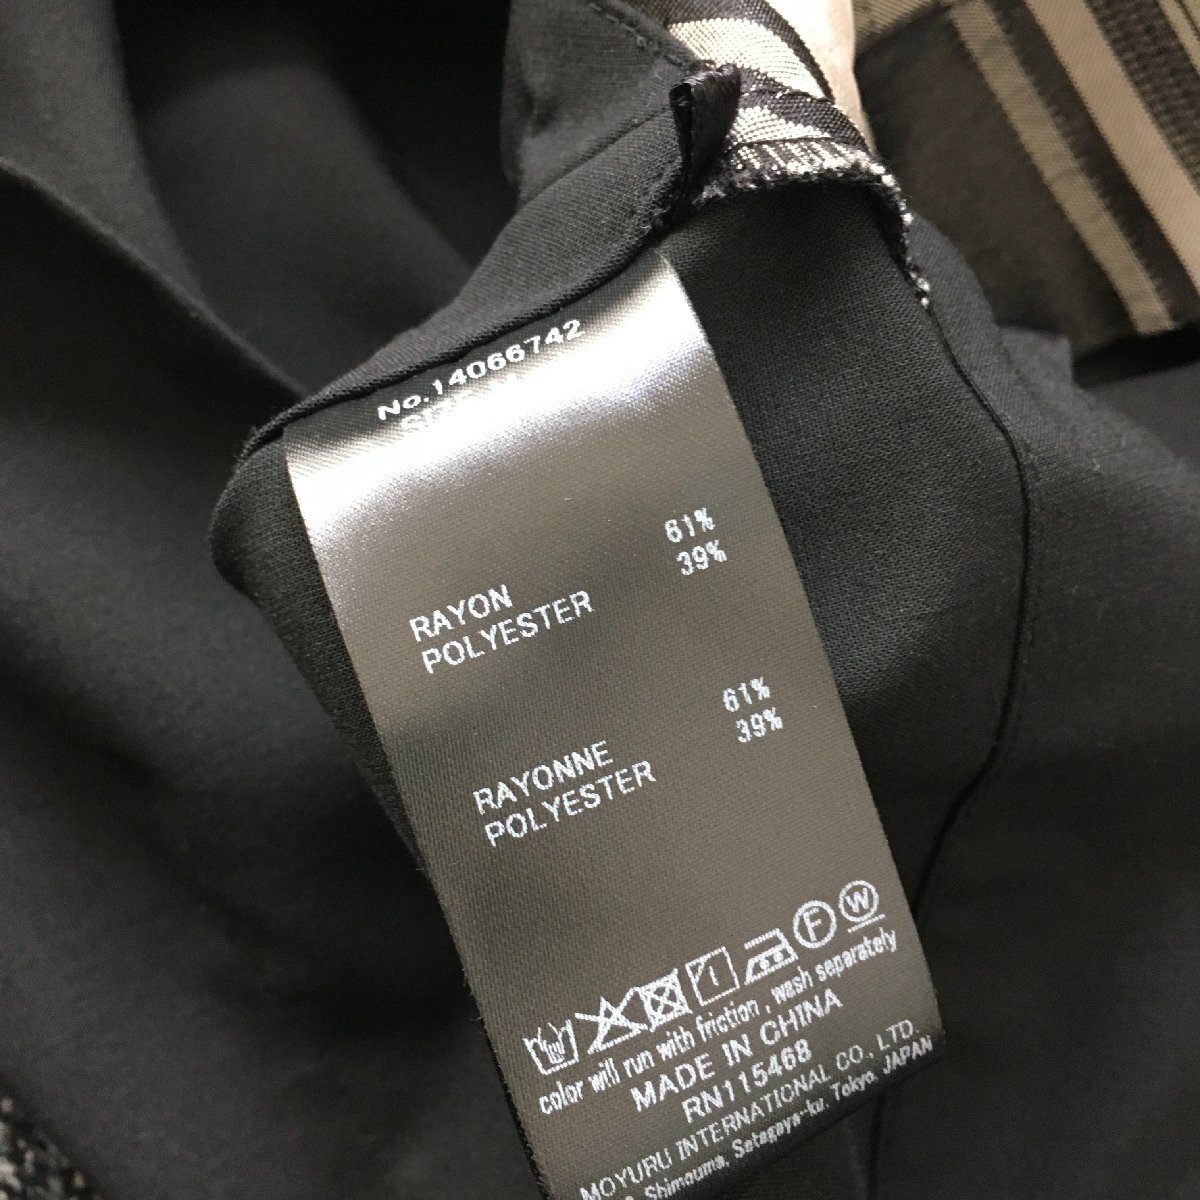 No.14066742
SIZE M
RAYON 61%
POLYESTER 39%
RAYONNE 61%
POLYESTER 39%
F W
color will run with friction , wash separately
MADE IN CHINA
RN115468
MOYURU INTERNATIONAL CO., LTD.
Shimouma, Setagaya-ku, Tokyo, JAPAN